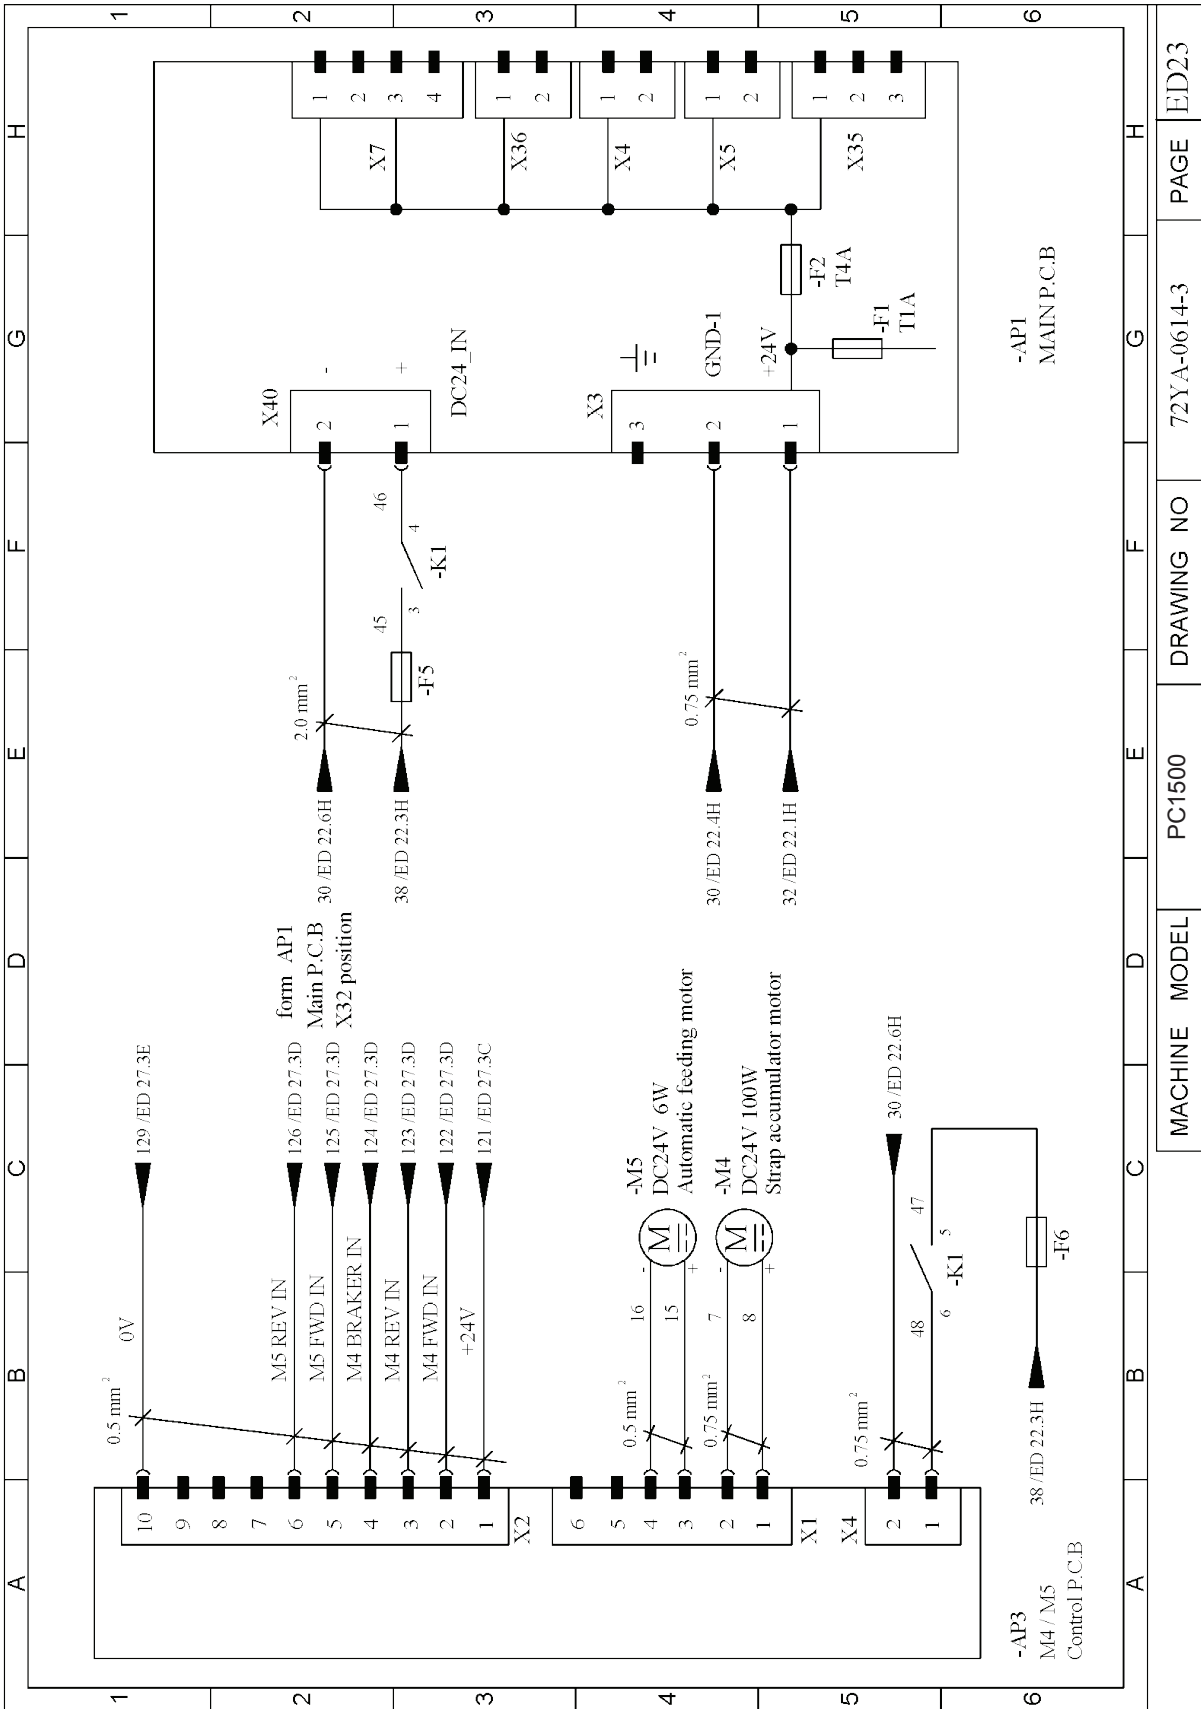 A B C D E F G H
1
2
3
4
5
6
0.5 mm²
0V
129 /ED 27.3E
M5 REV IN
126 /ED 27.3D
M5 FWD IN
125 /ED 27.3D
M4 BRAKER IN
124 /ED 27.3D
M4 REV IN
123 /ED 27.3D
M4 FWD IN
122 /ED 27.3D
+24V
121 /ED 27.3C
form AP1
Main P.C.B
X32 position
10
9
8
7
6
5
4
3
2
1
X2
6
5
4
3
2
1
X1
X4
2
1
0.5 mm²
16
-
15
+
M
-M5
DC24V 6W
Automatic feeding motor
0.75 mm²
7
-
8
+
M
-M4
DC24V 100W
Strap accumulator motor
0.75 mm²
30 /ED 22.6H
48
47
6
5
-K1
38 /ED 22.3H
-F6
-AP3
M4 / M5
Control P.C.B
30 /ED 22.6H
38 /ED 22.3H
2.0 mm²
-F5
45
46
3
4
-K1
X40
2
-
1
+
DC24_IN
30 /ED 22.4H
32 /ED 22.1H
0.75 mm²
X3
3
2
GND-1
1
+24V
-F1
T1A
-F2
T4A
X7
1
2
3
4
X36
1
2
X4
1
2
X5
1
2
X35
1
2
3
-AP1
MAIN P.C.B
1
2
3
4
5
6
A B C D E F G H
MACHINE MODEL
PC1500
DRAWING NO
72YA-0614-3
PAGE
ED23